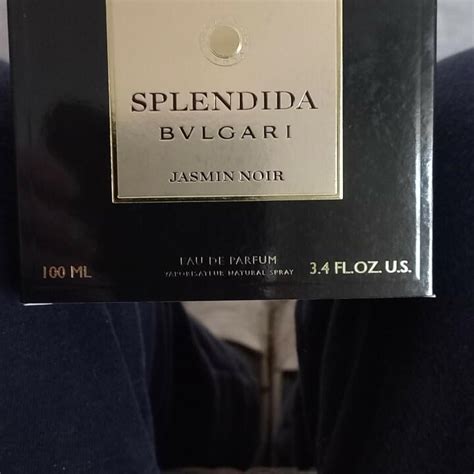 SPLENDIDA
BVLGARI
JASMIN NOIR
EAU DE PARFUM
100 ML VAPORISATEUR NATURAL SPRAY 3.4 FL.OZ. U.S.